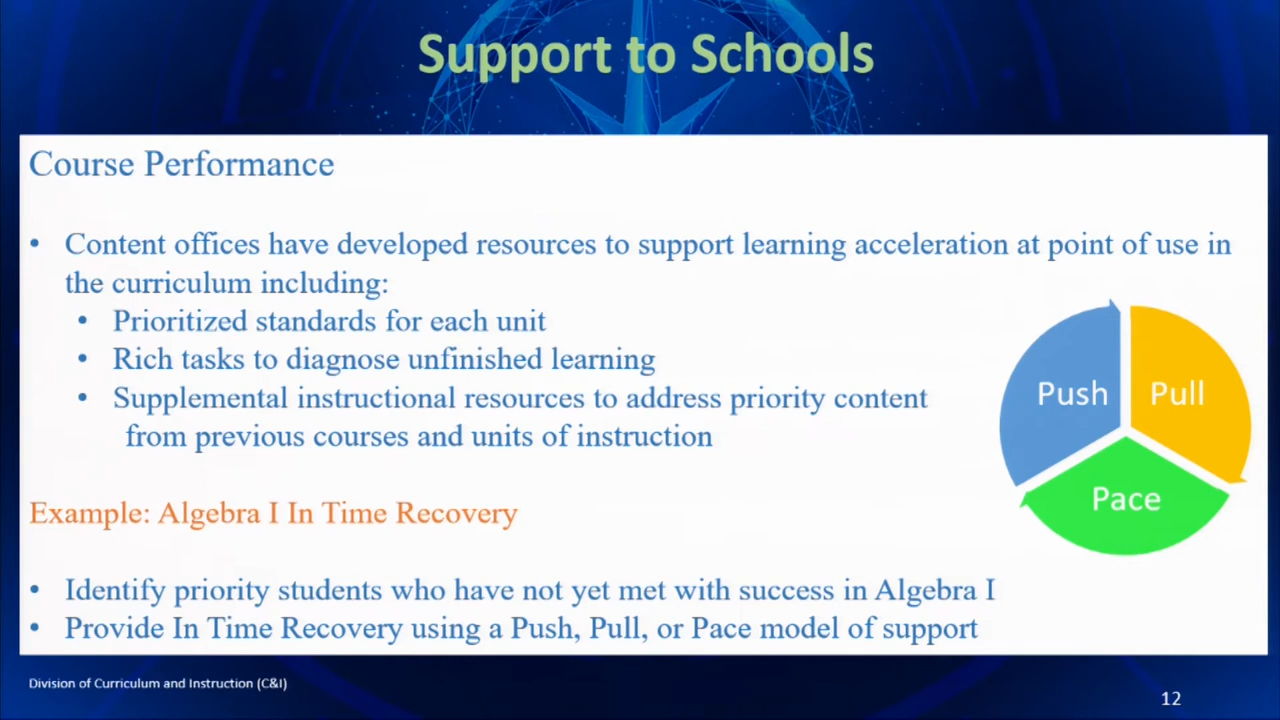 Support to Schools
Course Performance
• Content offices have developed resources to support learning acceleration at point of use in
the curriculum including:
• Prioritized standards for each unit
• Rich tasks to diagnose unfinished learning
• Supplemental instructional resources to address priority content
from previous courses and units of instruction
Push
Pull
Pace
Example: Algebra I In Time Recovery
• Identify priority students who have not yet met with success in Algebra I
• Provide In Time Recovery using a Push, Pull, or Pace model of support
Division of Curriculum and Instruction (C&I)
12